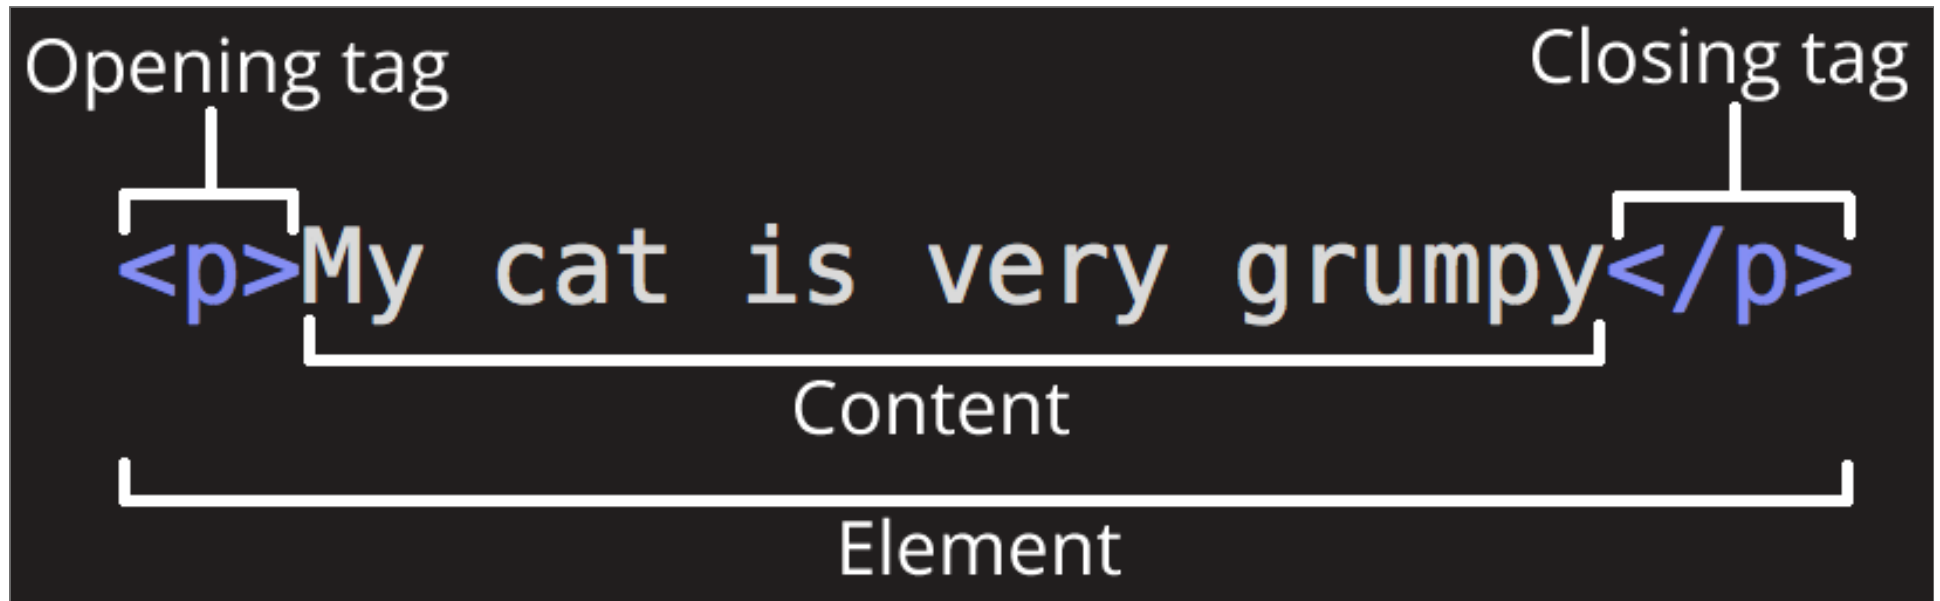 Opening tag
Closing tag
<p>My cat is very grumpy</p>
Content
Element